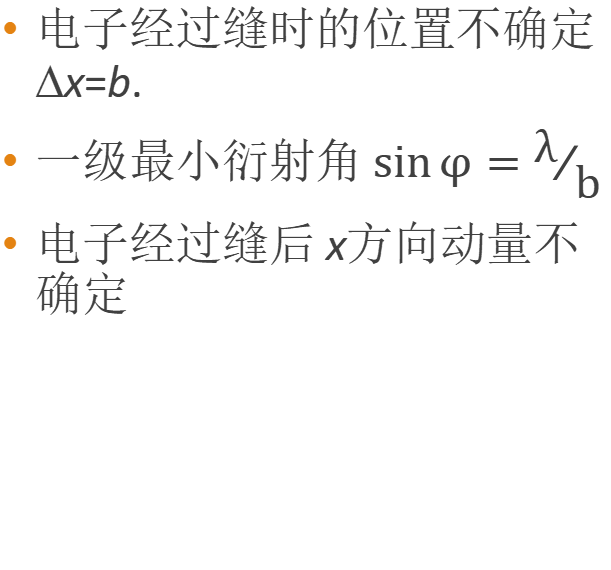 • 电子经过缝时的位置不确定
Δx=b.
• 一级最小衍射角 sin φ = λ/b
• 电子经过缝后 x方向动量不
确定